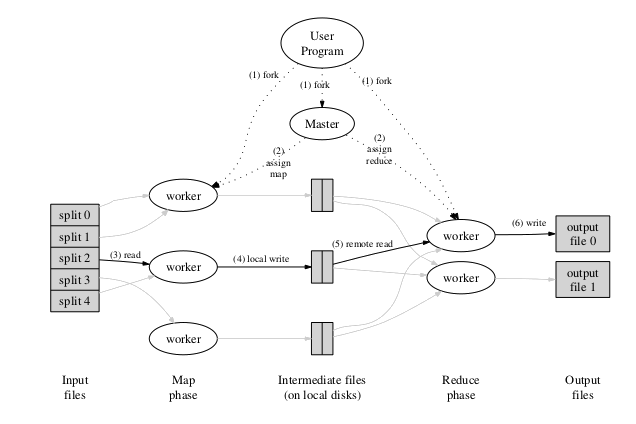 User
Program
(1) fork
(1) fork
(1) fork
Master
(2)
assign
map
(2)
assign
reduce
worker
split 0
split 1
split 2
split 3
split 4
(3) read
worker
(4) local write
(5) remote read
worker
(6) write
output
file 0
worker
output
file 1
worker
Input
files
Map
phase
Intermediate files
(on local disks)
Reduce
phase
Output
files